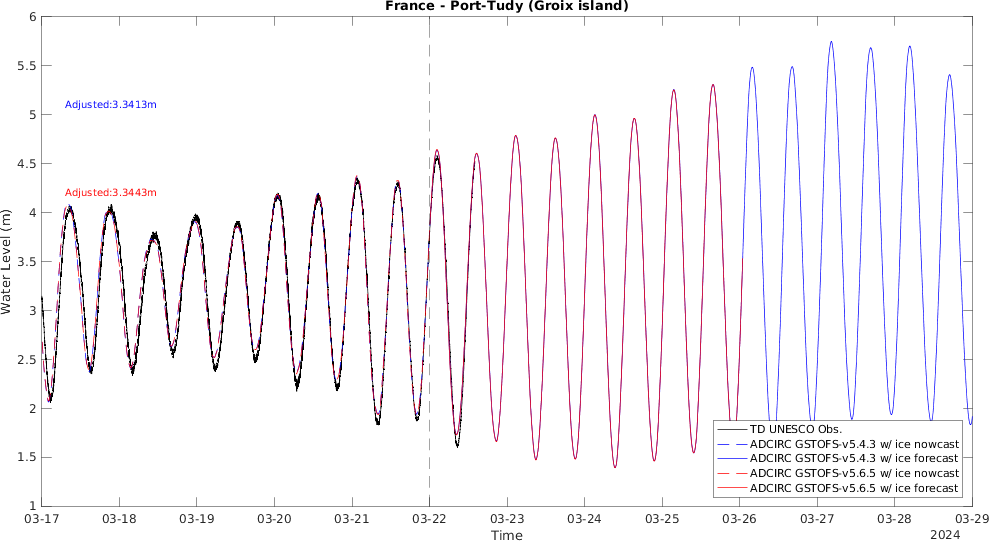 France - Port-Tudy (Groix island)
6
5.5
5
4.5
4
3.5
3
2.5
2
1.5
1
Water Level (m)
Adjusted:3.3413m
Adjusted:3.3443m
TD UNESCO Obs.
ADCIRC GSTOFS-v5.4.3 w/ ice nowcast
ADCIRC GSTOFS-v5.4.3 w/ ice forecast
ADCIRC GSTOFS-v5.6.5 w/ ice nowcast
ADCIRC GSTOFS-v5.6.5 w/ ice forecast
03-17 03-18 03-19 03-20 03-21 03-22 03-23 03-24 03-25 03-26 03-27 03-28 03-29
Time
2024